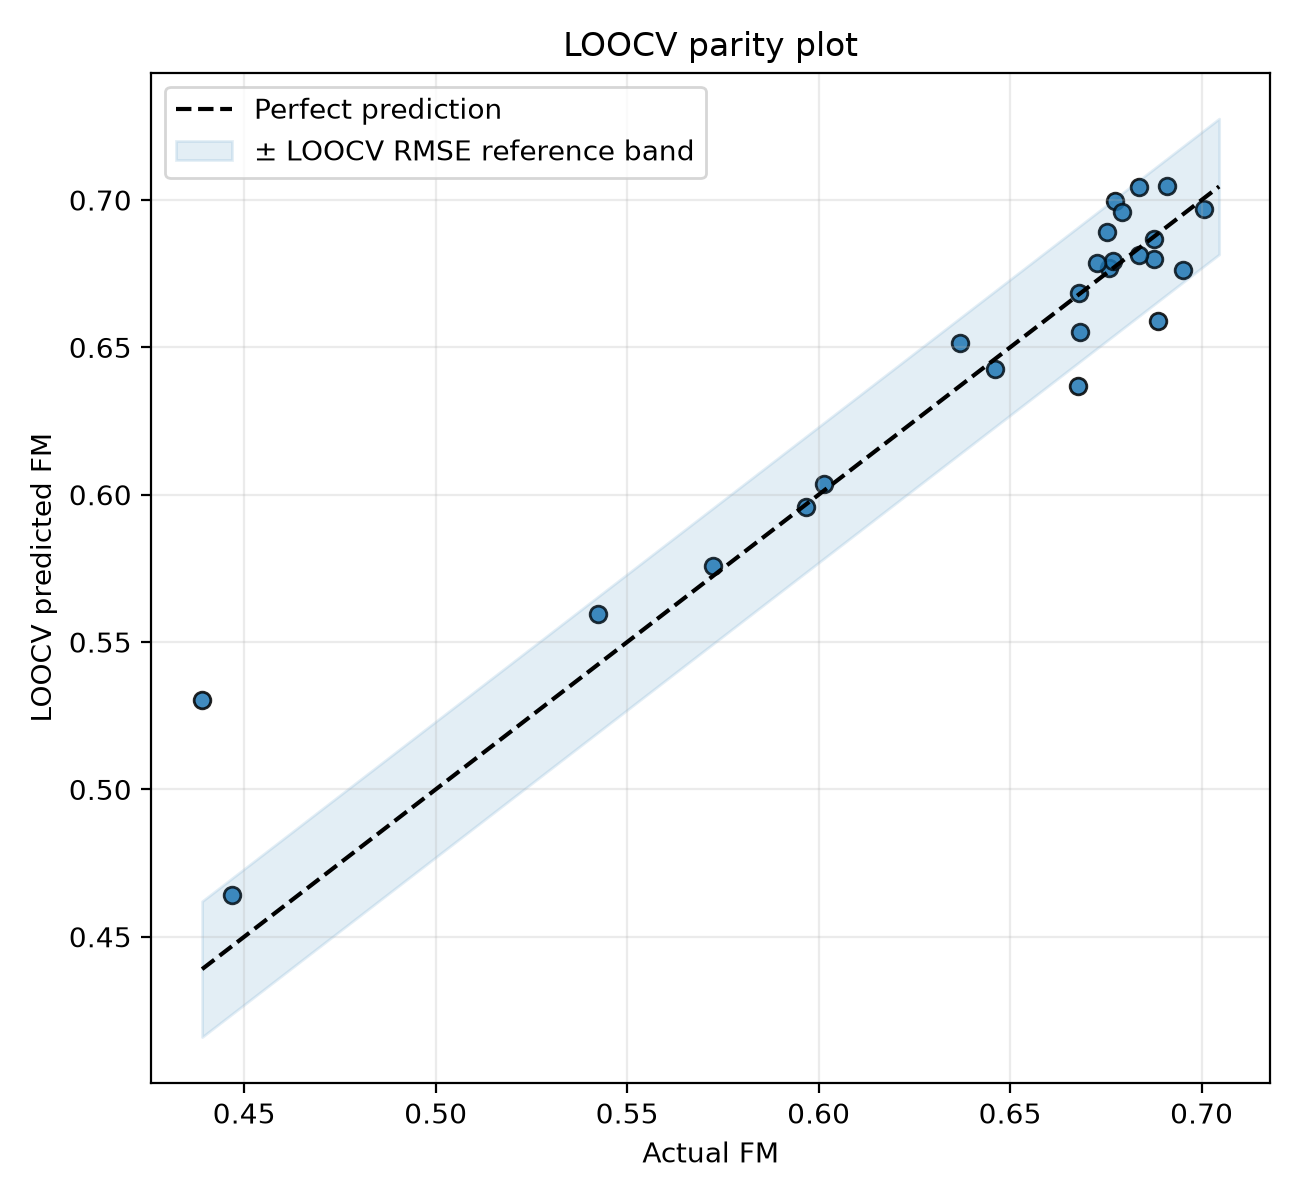 LOOCV parity plot
Perfect prediction
± LOOCV RMSE reference band
0.70
0.65
0.60
0.55
0.50
0.45
LOOCV predicted FM
0.45 0.50 0.55 0.60 0.65 0.70
Actual FM